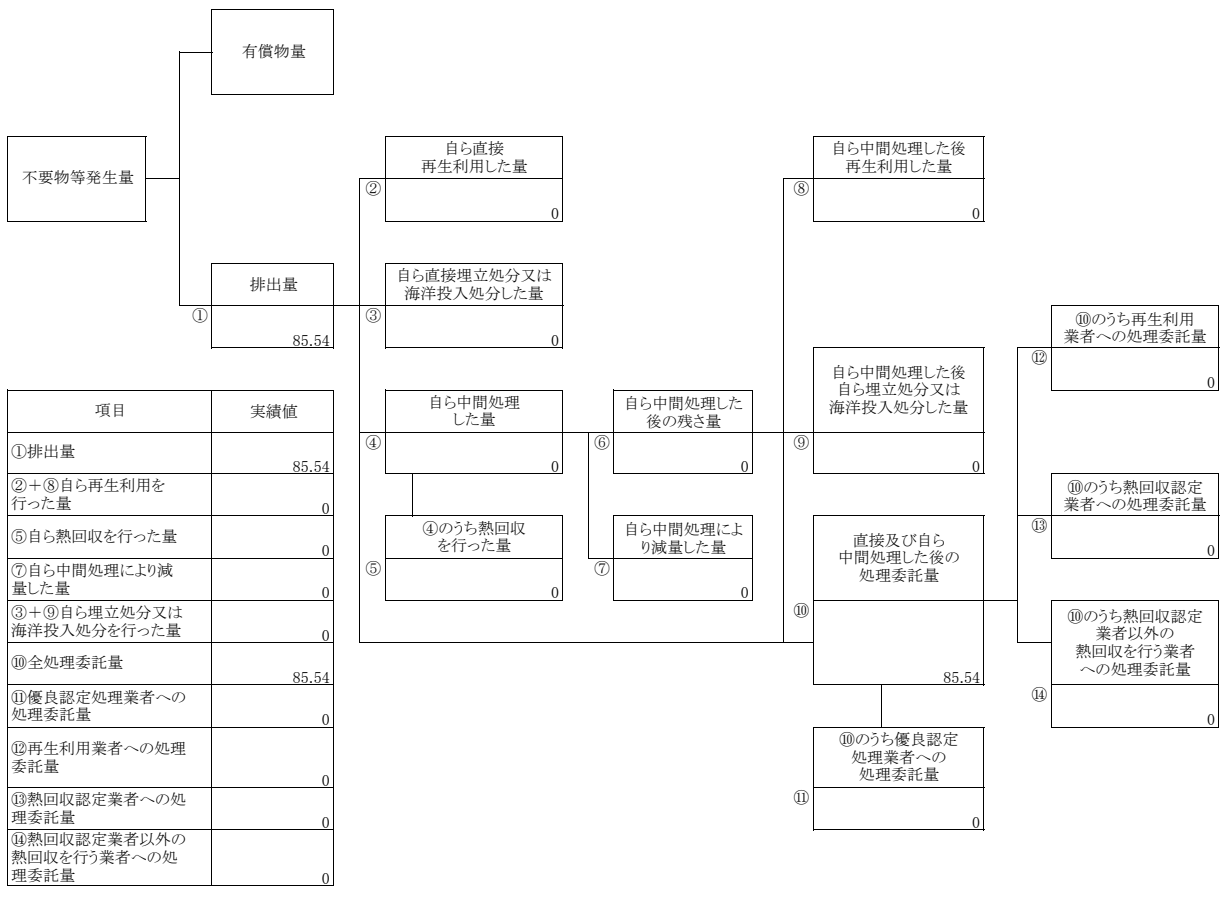 有償物量
不要物等発生量
排出量
①
85.54
自ら直接
再生利用した量
②
0
自ら直接埋立処分又は
海洋投入処分した量
③
0
自ら中間処理
した量
④
0
④のうち熱回収
を行った量
⑤
0
自ら中間処理した
後の残さ量
⑥
0
自ら中間処理によ
り減量した量
⑦
0
自ら中間処理した後
再生利用した量
⑧
0
自ら中間処理した後
自ら埋立処分又は
海洋投入処分した量
⑨
0
直接及び自ら
中間処理した後の
処理委託量
⑩
85.54
⑩のうち優良認定
処理業者への
処理委託量
⑪
0
⑩のうち再生利用
業者への処理委託量
⑫
0
⑩のうち熱回収認定
業者への処理委託量
⑬
0
⑩のうち熱回収認定
業者以外の
熱回収を行う業者
への処理委託量
⑭
0
項目 実績値
①排出量
85.54
②＋⑧自ら再生利用を
行った量
0
⑤自ら熱回収を行った量
0
⑦自ら中間処理により減
量した量
0
③＋⑨自ら埋立処分又は
海洋投入処分を行った量
0
⑩全処理委託量
85.54
⑪優良認定処理業者への
処理委託量
0
⑫再生利用業者への処理
委託量
0
⑬熱回収認定業者への処
理委託量
0
⑭熱回収認定業者以外の
熱回収を行う業者への処
理委託量
0